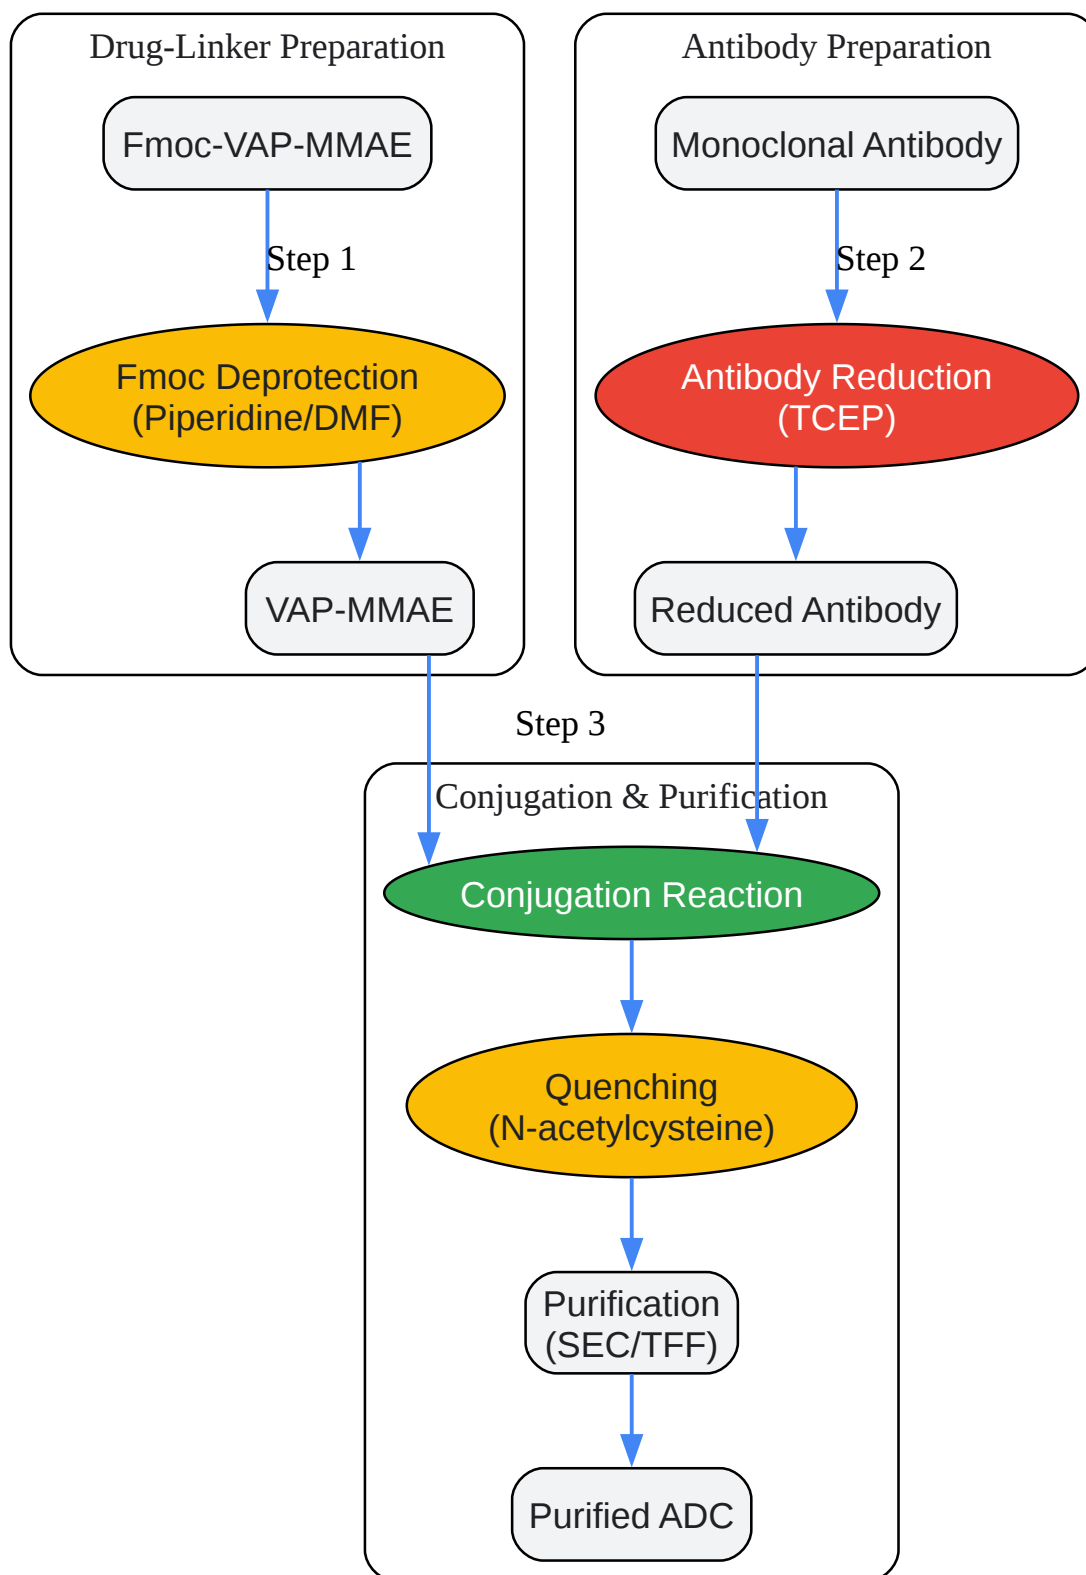 Drug-Linker Preparation
Fmoc-VAP-MMAE
Step 1
Fmoc Deprotection
(Piperidine/DMF)
VAP-MMAE
Antibody Preparation
Monoclonal Antibody
Step 2
Antibody Reduction
(TCEP)
Reduced Antibody
Step 3
Conjugation & Purification
Conjugation Reaction
Quenching
(N-acetylcysteine)
Purification
(SEC/TFF)
Purified ADC